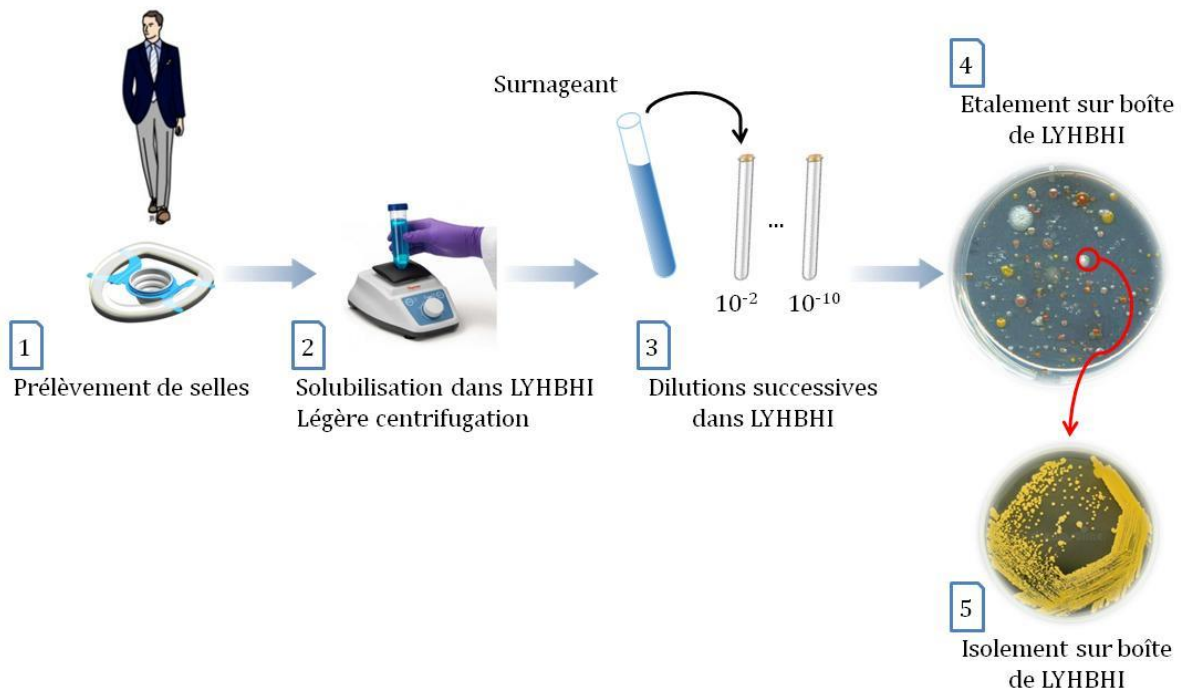 1
Prélèvement de selles
2
Solubilisation dans LYHBHI
Légère centrifugation
Surnageant
...
10⁻² 10⁻¹⁰
3
Dilutions successives
dans LYHBHI
4
Etalement sur boîte
de LYHBHI
5
Isolement sur boîte
de LYHBHI